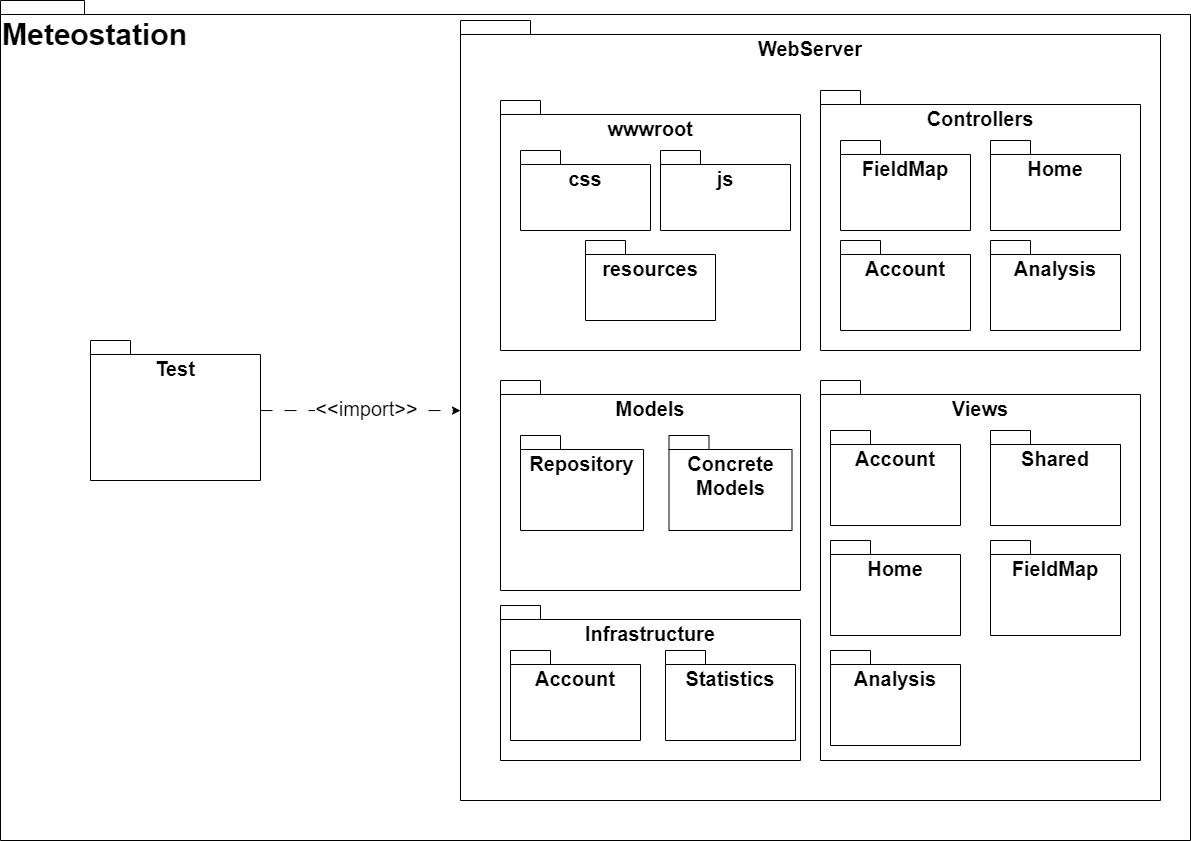 Meteostation
WebServer
wwwroot
css
js
resources
Controllers
FieldMap
Home
Account
Analysis
Test
<<import>>
Models
Repository
Concrete
Models
Views
Account
Shared
Home
FieldMap
Analysis
Infrastructure
Account
Statistics